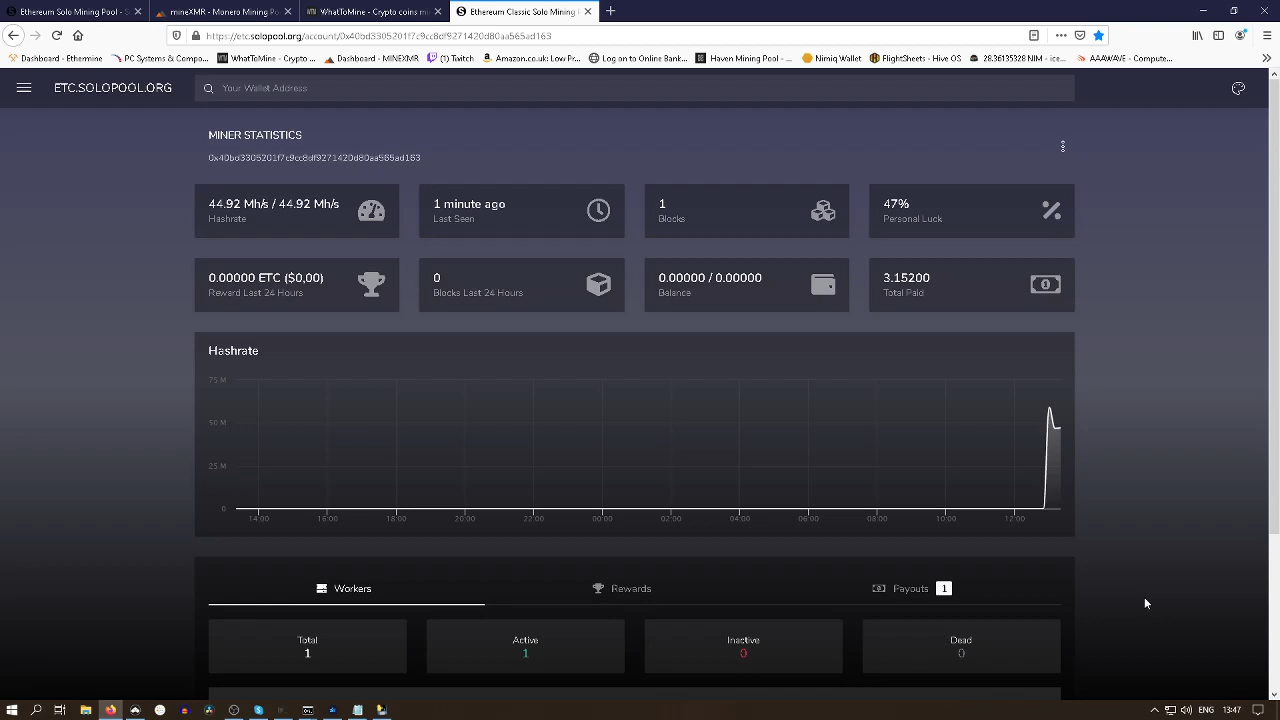 Ethereum Solo Mining Pool - S
mineXMR - Monero Mining Po
WhatToMine - Crypto coins mi
Ethereum Classic Solo Mining
https://etc.solopool.org/account/0x40bd3305201f7c9cc8df9271420d80aa565ad163
Dashboard - Ethermine
PC Systems & Compo...
WhatToMine - Crypto ...
Dashboard - MINEXMR
(1) Twitch
Amazon.co.uk: Low Pr...
Log on to Online Bank...
Haven Mining Pool - ...
Nimiq Wallet
FlightSheets - Hive OS
28.36135328 NIM - ice...
AAAWAVE - Compute...
ETC.SOLOPOOL.ORG
Your Wallet Address
MINER STATISTICS
0x40bd3305201f7c9cc8df9271420d80aa565ad163
44.92 Mh/s / 44.92 Mh/s
Hashrate
1 minute ago
Last Seen
1
Blocks
47%
Personal Luck
0.00000 ETC ($0,00)
Reward Last 24 Hours
0
Blocks Last 24 Hours
0.00000 / 0.00000
Balance
3.15200
Total Paid
Hashrate
75 M
50 M
25 M
0
14:00 16:00 18:00 20:00 22:00 00:00 02:00 04:00 06:00 08:00 10:00 12:00
Workers
Rewards
Payouts 1
Total
1
Active
1
Inactive
0
Dead
0
ENG
13:47